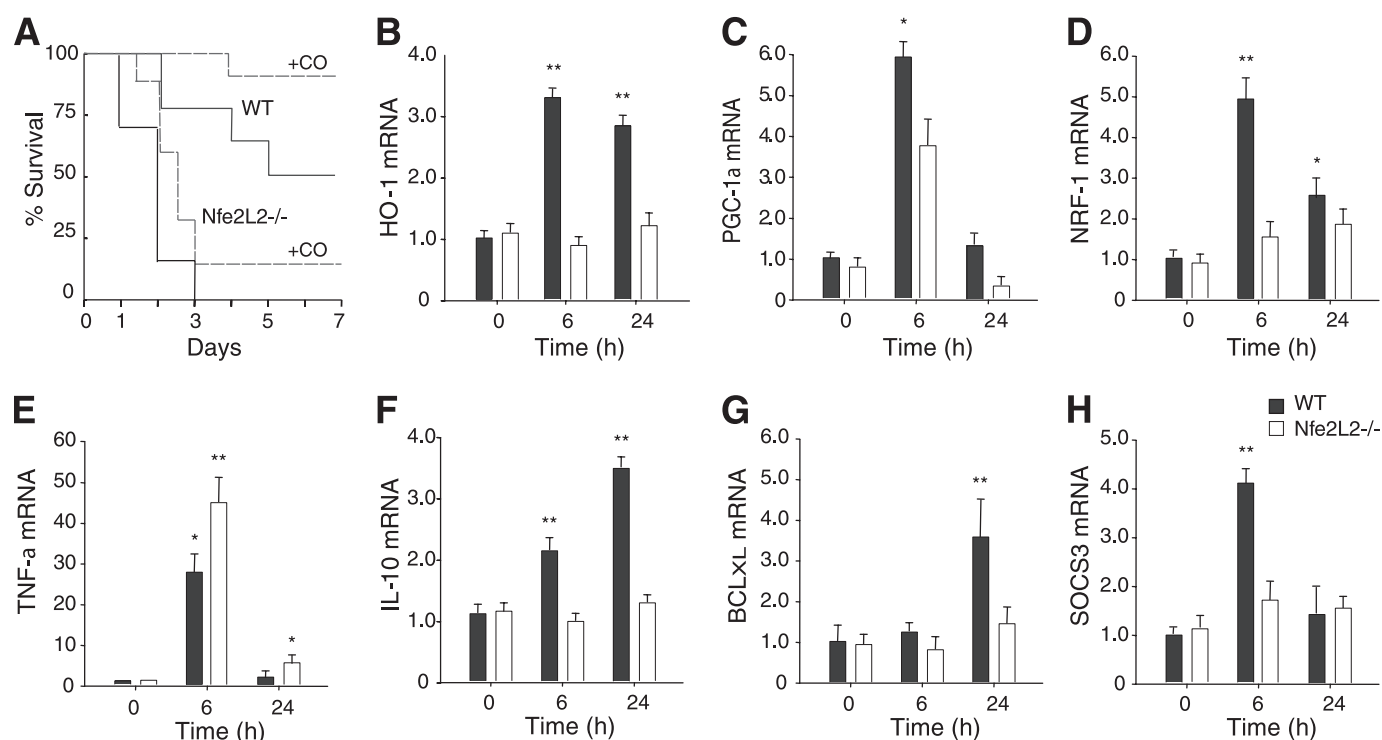 A
% Survival
100
75
50
25
0
+CO
WT
Nfe2L2-/-
+CO
0 1 3 5 7
Days
B
HO-1 mRNA
4.0
3.0
2.0
1.0
0
** **
0 6 24
Time (h)
C
PGC-1a mRNA
6.0
5.0
4.0
3.0
2.0
1.0
0
*
0 6 24
Time (h)
D
NRF-1 mRNA
6.0
5.0
4.0
3.0
2.0
1.0
0
** *
0 6 24
Time (h)
E
TNF-a mRNA
60
50
40
30
20
10
0
* ** *
0 6 24
Time (h)
F
IL-10 mRNA
4.0
3.0
2.0
1.0
0
** **
0 6 24
Time (h)
G
BCLXL mRNA
6.0
5.0
4.0
3.0
2.0
1.0
0
**
0 6 24
Time (h)
H
WT
Nfe2L2-/-
SOCS3 mRNA
5.0
4.0
3.0
2.0
1.0
0
**
0 6 24
Time (h)